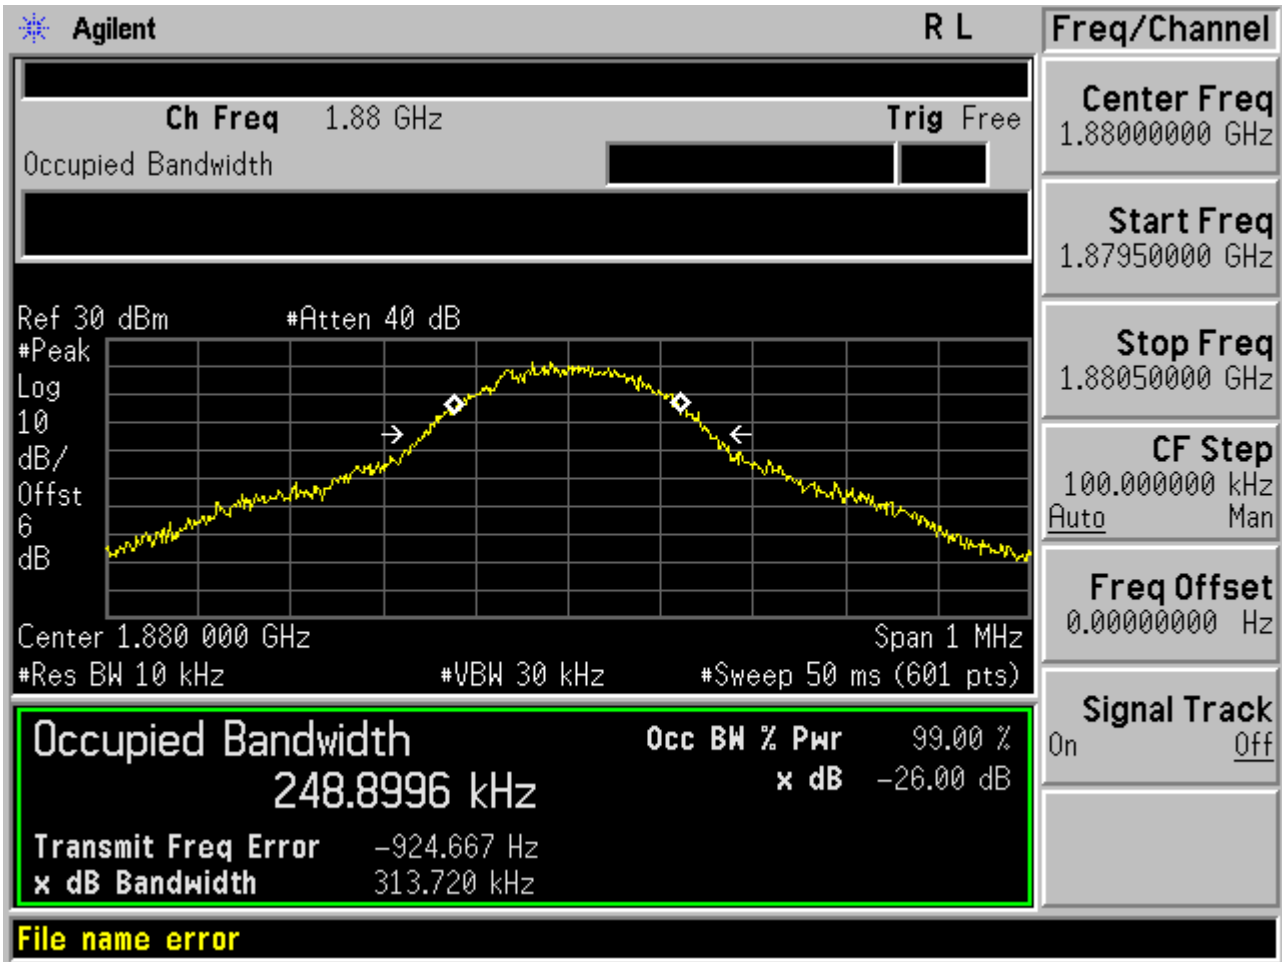 Agilent
R L
Freq/Channel
Ch Freq 1.88 GHz
Trig Free
Occupied Bandwidth
Center Freq
1.88000000 GHz
Start Freq
1.87950000 GHz
Stop Freq
1.88050000 GHz
CF Step
100.000000 kHz
Auto Man
Freq Offset
0.00000000 Hz
Signal Track
On Off
Ref 30 dBm
#Atten 40 dB
#Peak
Log
10
dB/
Offst
6
dB
Center 1.880 000 GHz
Span 1 MHz
#Res BW 10 kHz
#VBW 30 kHz
#Sweep 50 ms (601 pts)
Occupied Bandwidth
248.8996 kHz
Occ BW % Pwr 99.00 %
x dB -26.00 dB
Transmit Freq Error -924.667 Hz
x dB Bandwidth 313.720 kHz
File name error